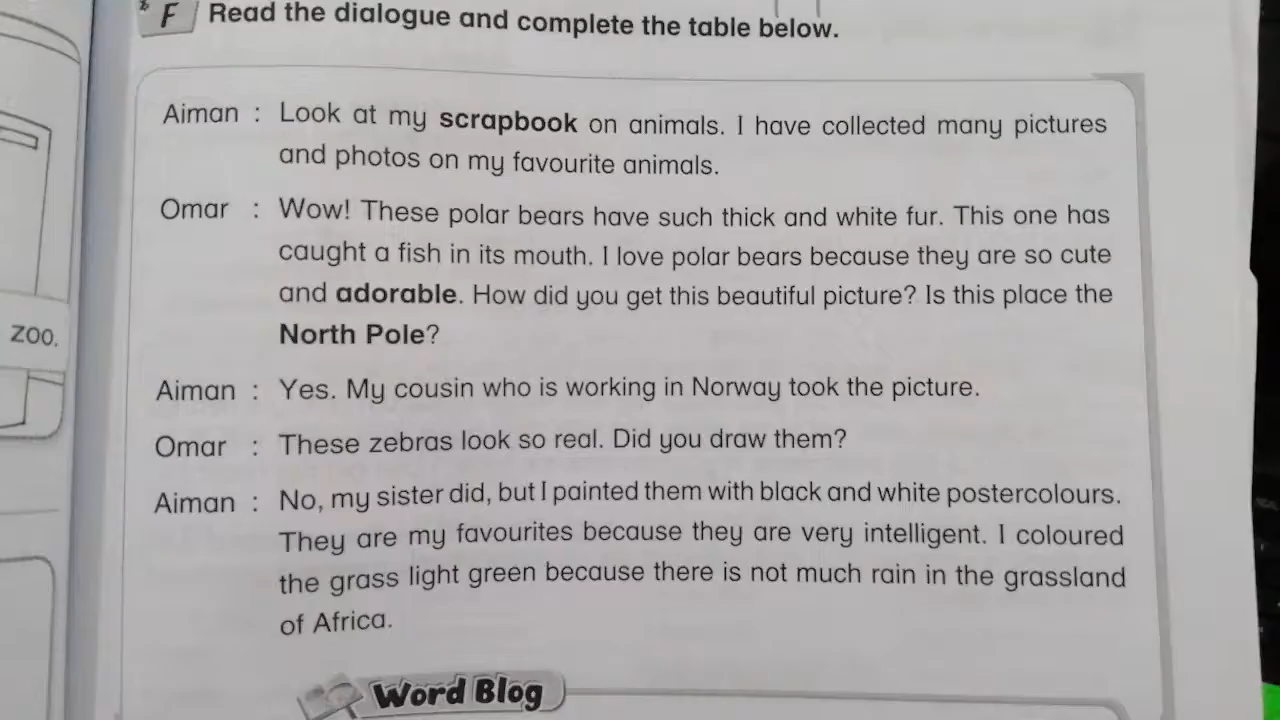 F Read the dialogue and complete the table below.
Aiman : Look at my scrapbook on animals. I have collected many pictures
and photos on my favourite animals.
Omar : Wow! These polar bears have such thick and white fur. This one has
caught a fish in its mouth. I love polar bears because they are so cute
and adorable. How did you get this beautiful picture? Is this place the
North Pole?
ZOO.
Aiman : Yes. My cousin who is working in Norway took the picture.
Omar : These zebras look so real. Did you draw them?
Aiman : No, my sister did, but I painted them with black and white postercolours.
They are my favourites because they are very intelligent. I coloured
the grass light green because there is not much rain in the grassland
of Africa.
Word Blog